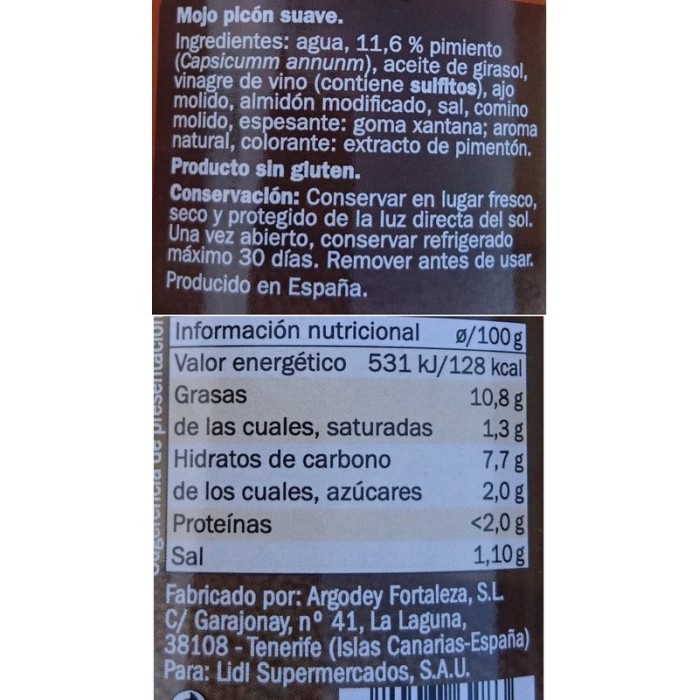 Mojo picón suave.
Ingredientes: agua, 11,6 % pimiento
(Capsicumm annunm), aceite de girasol,
vinagre de vino (contiene sulfitos), ajo
molido, almidón modificado, sal, comino
molido, espesante: goma xantana; aroma
natural, colorante: extracto de pimentón.
Producto sin gluten.
Conservación: Conservar en lugar fresco,
seco y protegido de la luz directa del sol.
Una vez abierto, conservar refrigerado
máximo 30 días. Remover antes de usar.
Producido en España.
Sugerencia de presentación
Información nutricional ø/100g
Valor energético 531 kJ/128 kcal
Grasas 10,8 g
de las cuales, saturadas 1,3 g
Hidratos de carbono 7,7 g
de los cuales, azúcares 2,0 g
Proteínas <2,0 g
Sal 1,10 g
Fabricado por: Argodey Fortaleza, S.L.
C/ Garajonay, nº 41, La Laguna,
38108 - Tenerife (Islas Canarias-España)
Para: Lidl Supermercados, S.A.U.